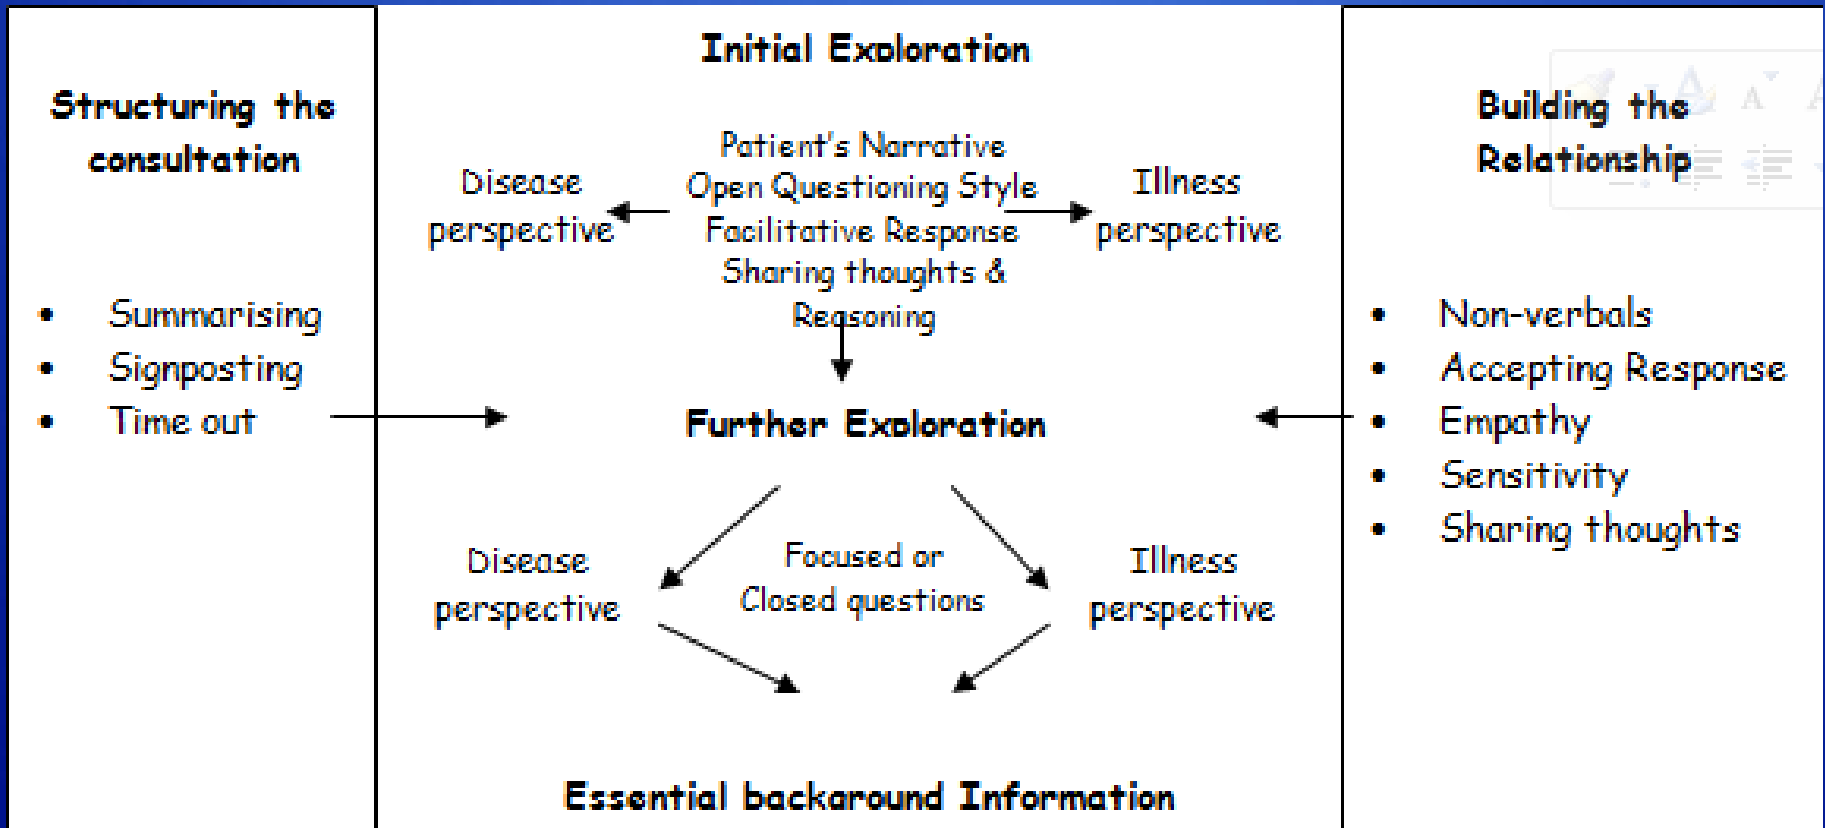 Structuring the
consultation
• Summarising
• Signposting
• Time out
Initial Exploration
Patient's Narrative
Open Questioning Style
Facilitative Response
Sharing thoughts &
Reasoning
Disease
perspective
Illness
perspective
Further Exploration
Disease
perspective
Focused or
Closed questions
Illness
perspective
Essential background Information
Building the
Relationship
• Non-verbals
• Accepting Response
• Empathy
• Sensitivity
• Sharing thoughts